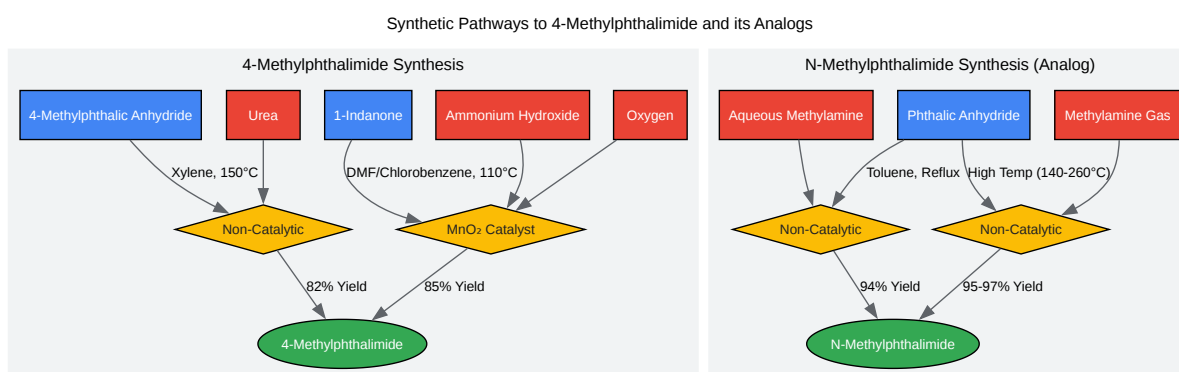 Synthetic Pathways to 4-Methylphthalimide and its Analogs
4-Methylphthalimide Synthesis
N-Methylphthalimide Synthesis (Analog)
4-Methylphthalic Anhydride
Urea
1-Indanone
Ammonium Hydroxide
Oxygen
Aqueous Methylamine
Phthalic Anhydride
Methylamine Gas
Xylene, 150°C
DMF/Chlorobenzene, 110°C
Toluene, Reflux
High Temp (140-260°C)
Non-Catalytic
MnO₂ Catalyst
Non-Catalytic
Non-Catalytic
82% Yield
85% Yield
94% Yield
95-97% Yield
4-Methylphthalimide
N-Methylphthalimide